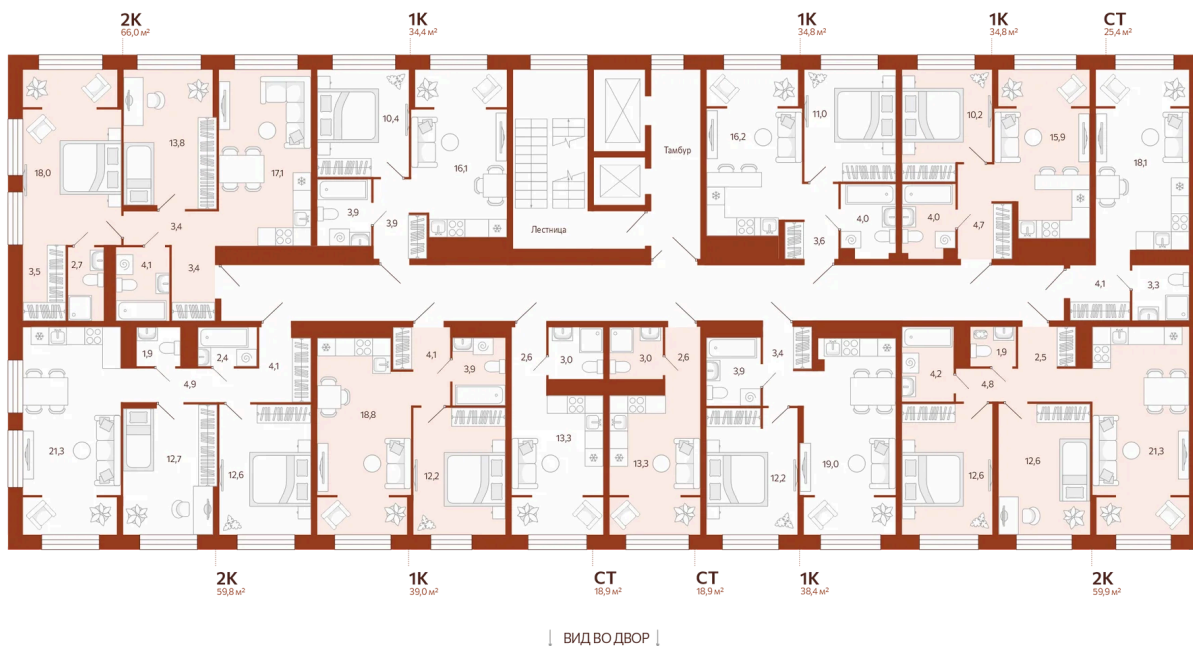 2К
66,0 м²
1К
34,4 м²
1К
34,8 м²
1К
34,8 м²
СТ
25,4 м²
18,0
13,8
17,1
10,4
16,1
Тамбур
16,2
11,0
10,2
15,9
18,1
3,4
3,9
3,9
Лестница
3,6
4,0
4,0
4,7
3,5
2,7
4,1
3,4
4,1
3,3
1,9
2,4
4,1
4,9
4,1
3,9
2,6
3,0
3,0
2,6
3,9
3,4
4,2
1,9
2,5
4,8
21,3
12,7
12,6
18,8
12,2
13,3
13,3
12,2
19,0
12,6
12,6
21,3
2К
59,8 м²
1К
39,0 м²
СТ
18,9 м²
СТ
18,9 м²
1К
38,4 м²
2К
59,9 м²
ВИД ВО ДВОР